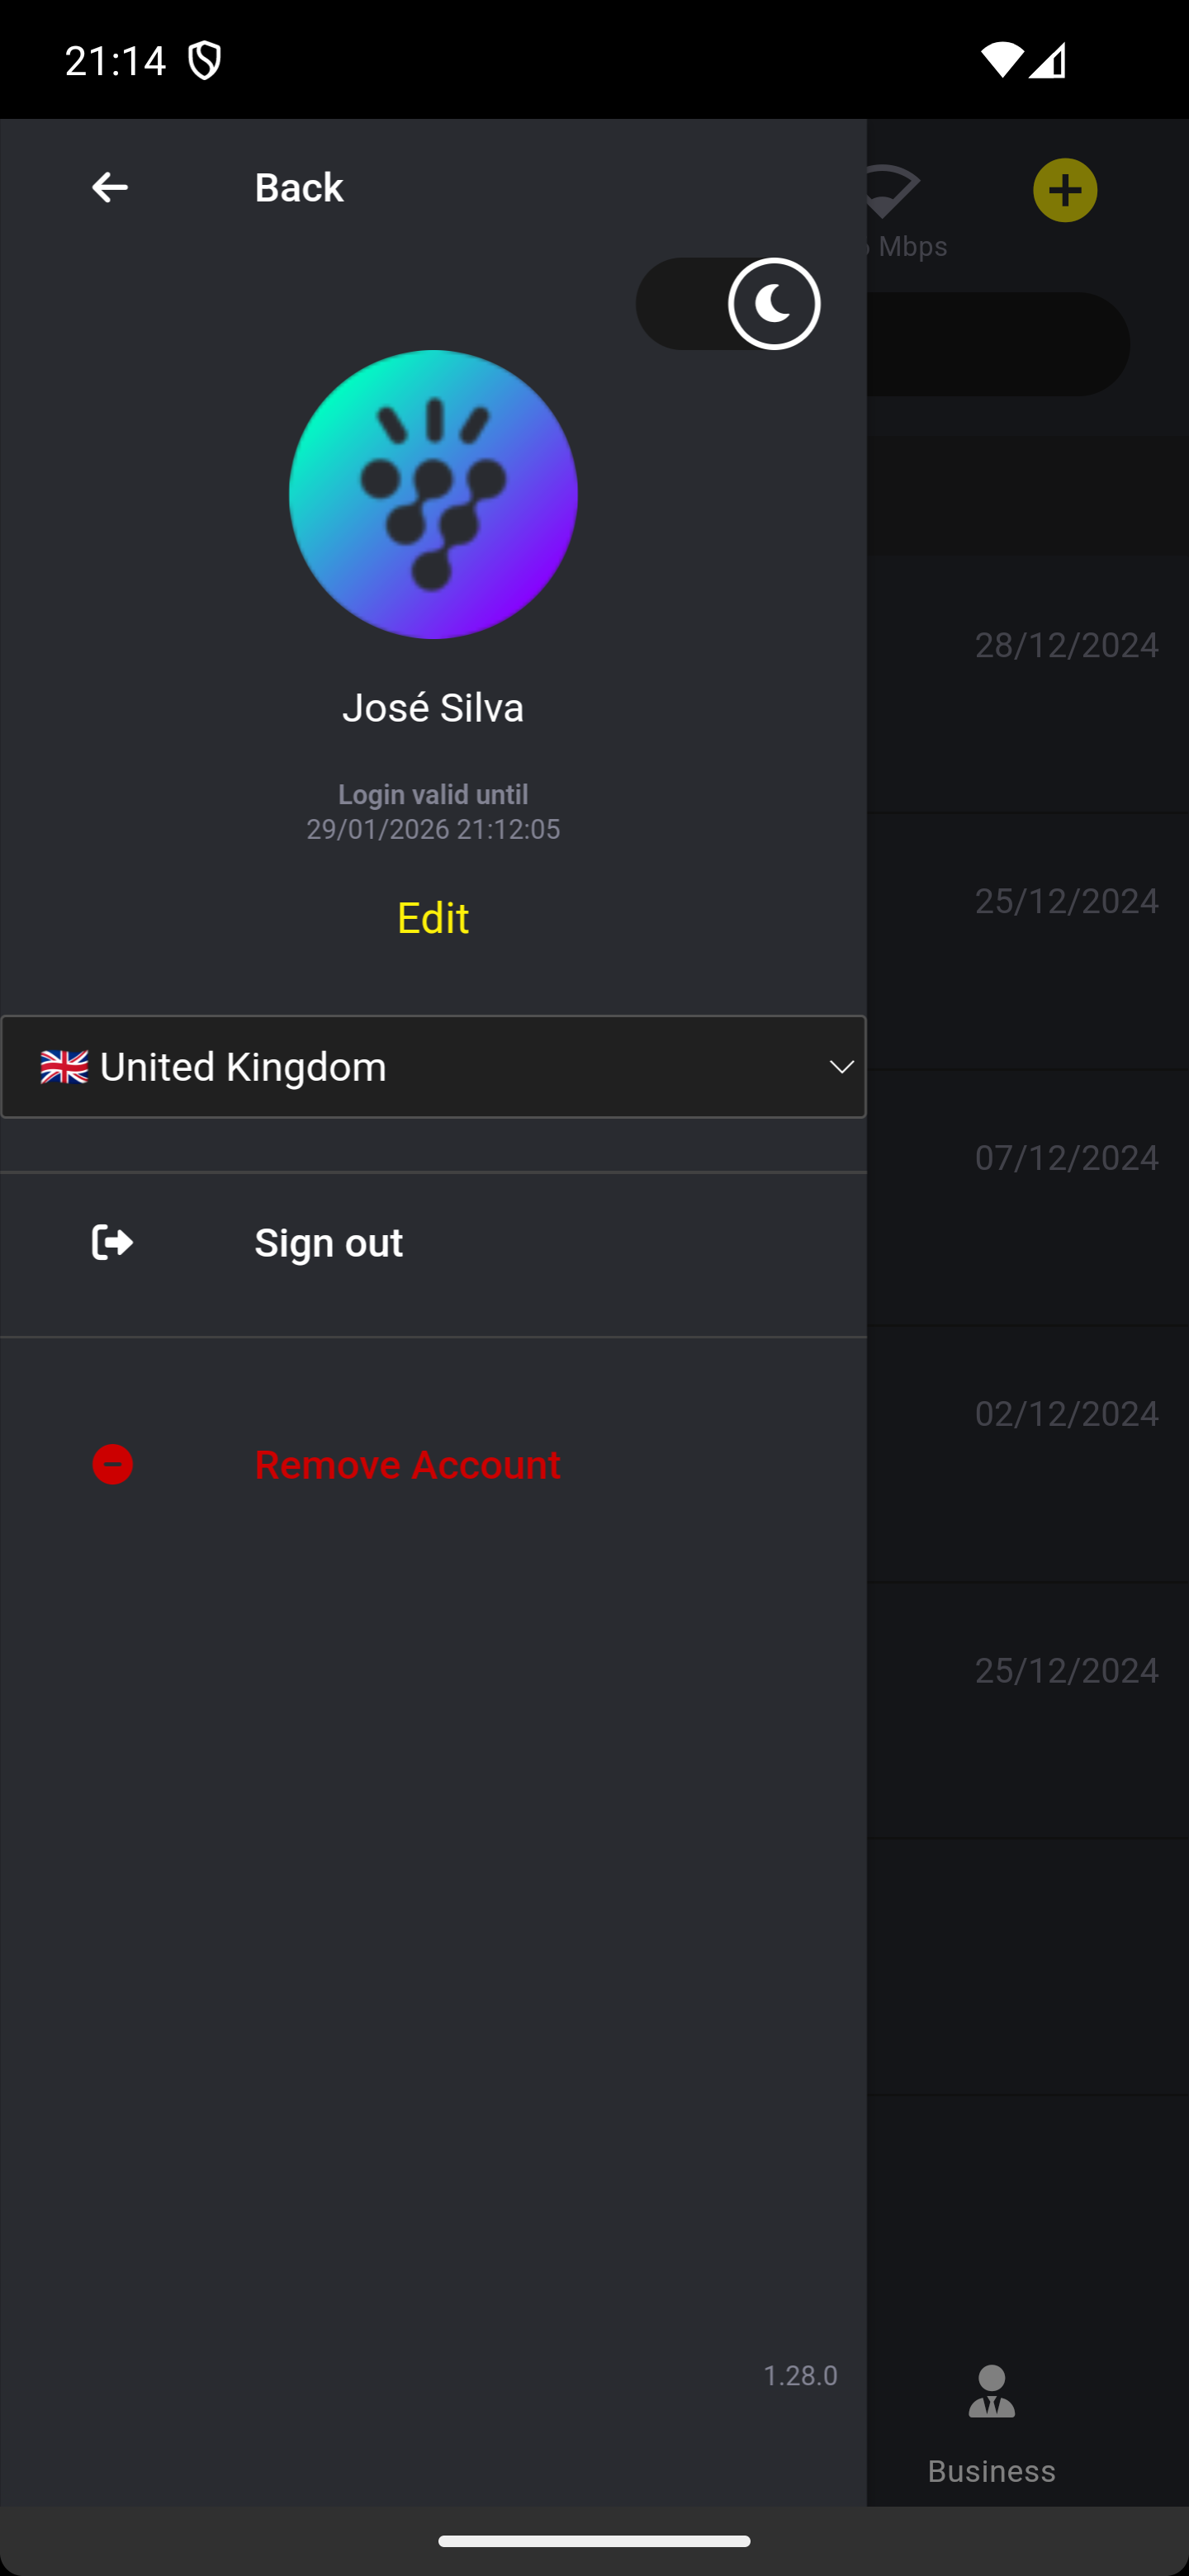 21:14
Back
Mbps
José Silva
Login valid until
29/01/2026 21:12:05
Edit
United Kingdom
Sign out
Remove Account
1.28.0
28/12/2024
25/12/2024
07/12/2024
02/12/2024
25/12/2024
Business